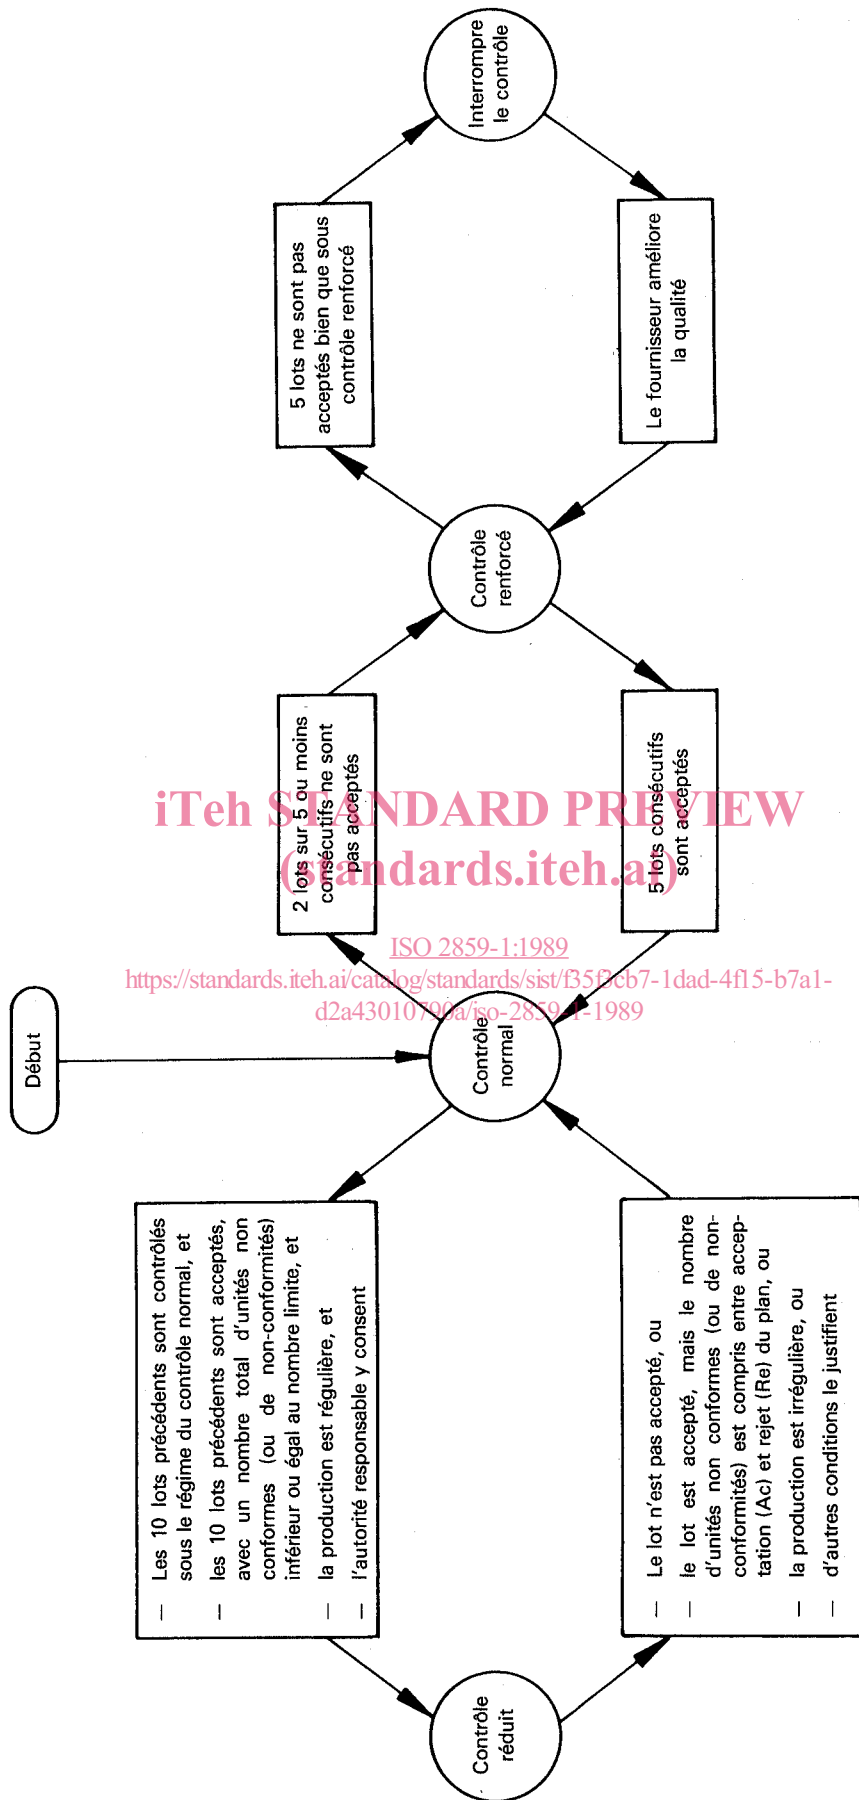 Début
— Les 10 lots précédents sont contrôlés
sous le régime du contrôle normal, et
— les 10 lots précédents sont acceptés,
avec un nombre total d'unités non
conformes (ou de non-conformités)
inférieur ou égal au nombre limite, et
— la production est régulière, et
— l'autorité responsable y consent
2 lots sur 5 ou moins
consécutifs ne sont
pas acceptés
5 lots ne sont pas
acceptés bien que sous
contrôle renforcé
Contrôle
réduit
Contrôle
normal
Contrôle
renforcé
Interrompre
le contrôle
— Le lot n'est pas accepté, ou
— le lot est accepté, mais le nombre
d'unités non conformes (ou de non-
conformités) est compris entre accep-
tation (Ac) et rejet (Re) du plan, ou
— la production est irrégulière, ou
— d'autres conditions le justifient
5 lots consécutifs
sont acceptés
Le fournisseur améliore
la qualité
iTeh STANDARD PREVIEW
(standards.iteh.ai)
ISO 2859-1:1989
https://standards.iteh.ai/catalog/standards/sist/f35f3cb7-1dad-4f15-b7a1-
d2a43010790a/iso-2859-1-1989